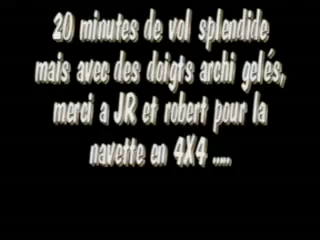 20 minutes de vol splendide
mais avec des doigts archi gelés,
merci a JR et robert pour la
navette en 4X4 .....